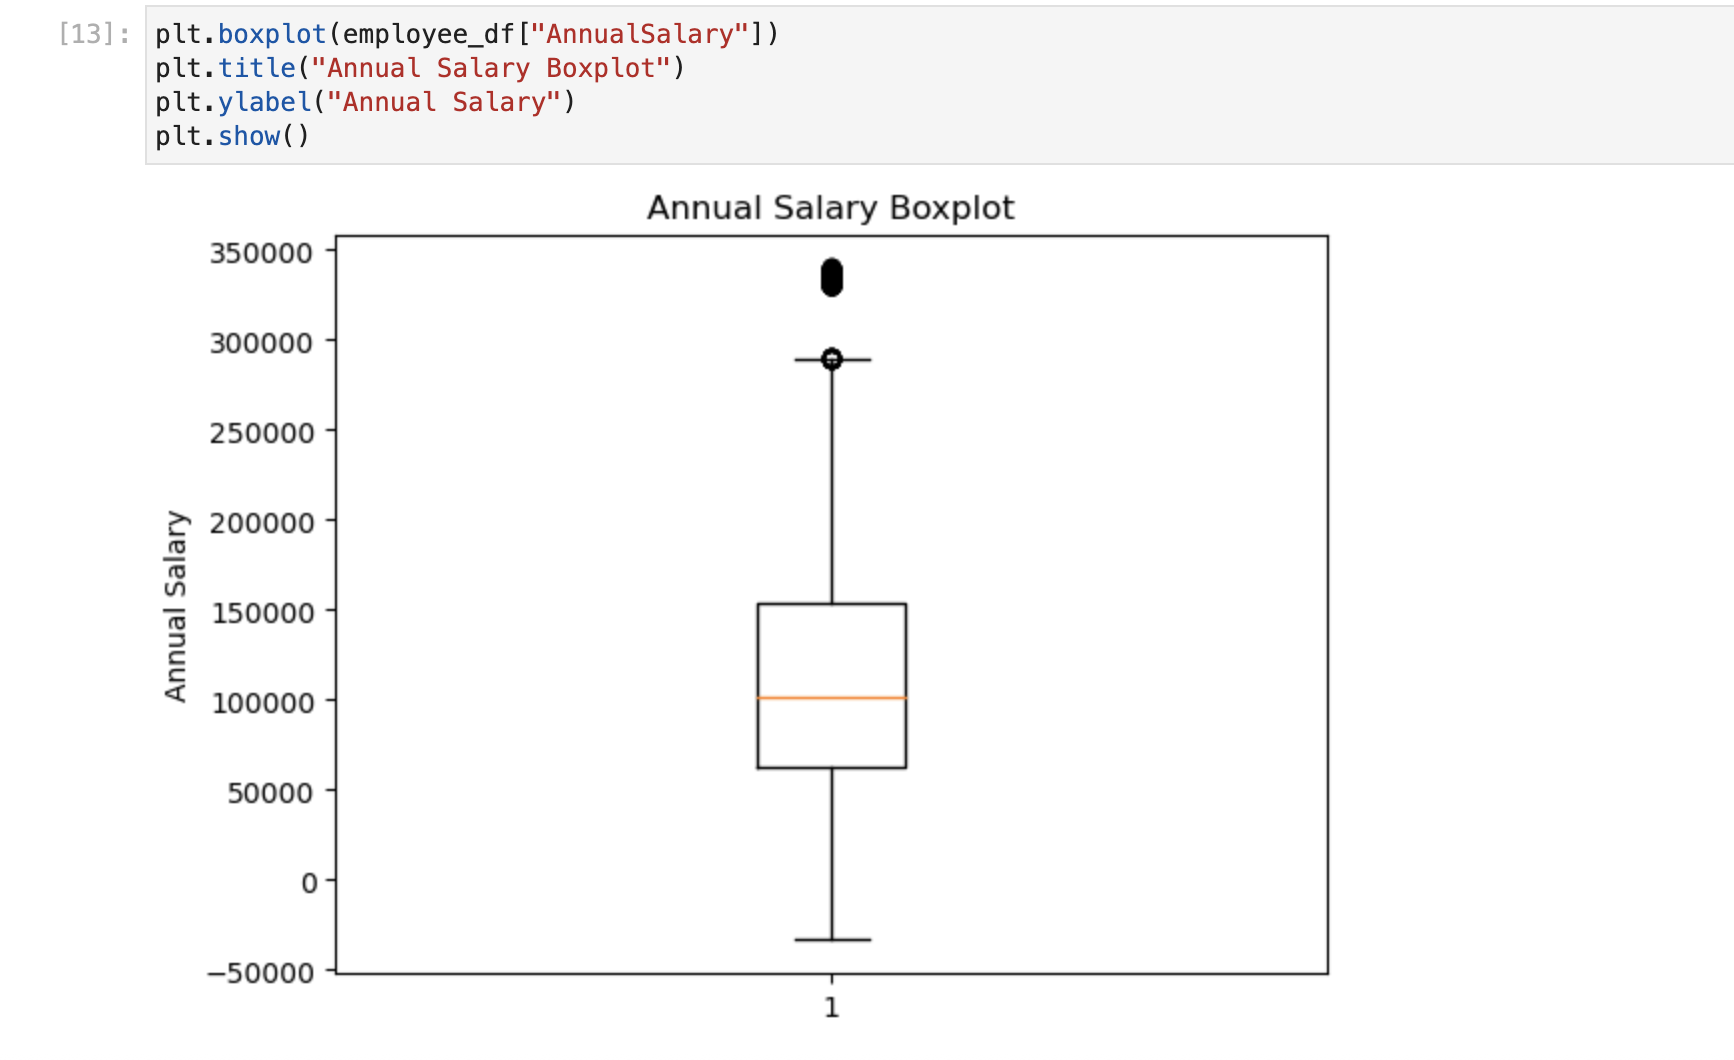 [13]: plt.boxplot(employee_df["AnnualSalary"])
plt.title("Annual Salary Boxplot")
plt.ylabel("Annual Salary")
plt.show()
Annual Salary Boxplot
350000
300000
250000
200000
150000
100000
50000
0
−50000
Annual Salary
1